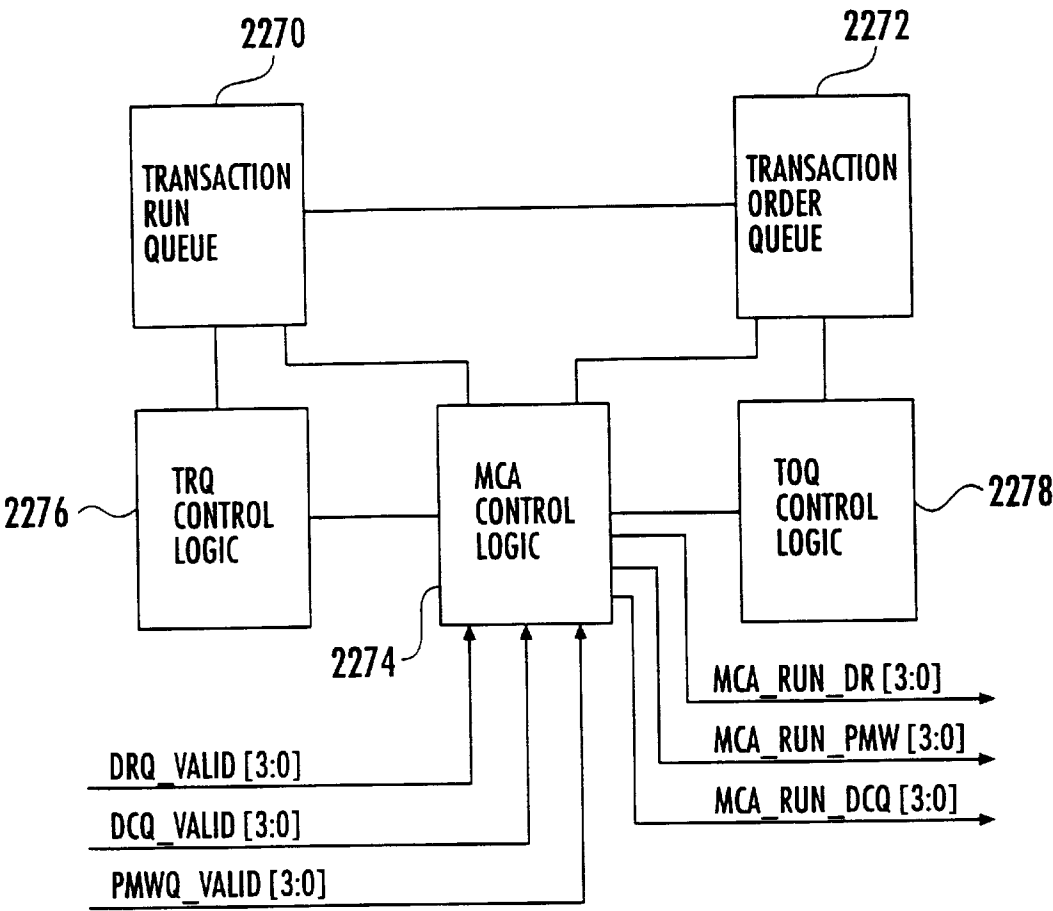 2270
2272
TRANSACTION
RUN
QUEUE
TRANSACTION
ORDER
QUEUE
2276
TRQ
CONTROL
LOGIC
MCA
CONTROL
LOGIC
TOQ
CONTROL
LOGIC
2278
2274
MCA_RUN_DR [3:0]
MCA_RUN_PMW [3:0]
MCA_RUN_DCQ [3:0]
DRQ_VALID [3:0]
DCQ_VALID [3:0]
PMWQ_VALID [3:0]